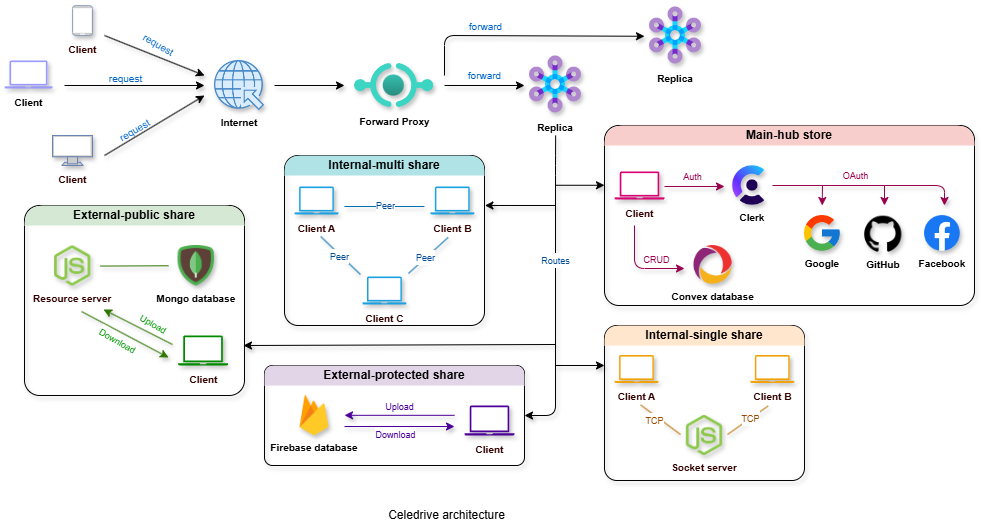 Client
request
Client
request
Client
request
Internet
Forward Proxy
forward
forward
Replica
Replica
Main-hub store
Client
Auth
Clerk
OAuth
Google
GitHub
Facebook
CRUD
Convex database
Internal-multi share
Client A
Peer
Client B
Peer
Peer
Client C
Routes
External-public share
JS
Resource server
Mongo database
Upload
Download
Client
Internal-single share
Client A
Client B
TCP
TCP
JS
Socket server
External-protected share
Firebase database
Upload
Download
Client
Celedrive architecture